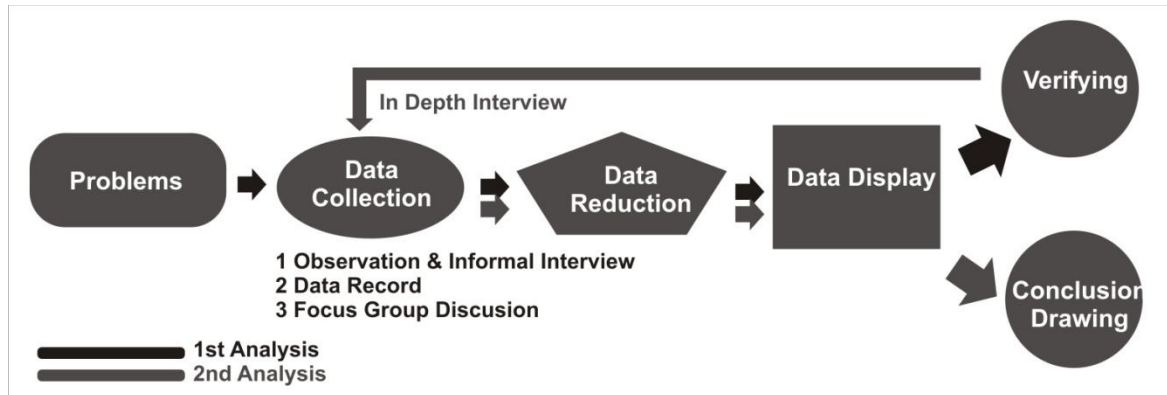 Verifying
In Depth Interview
Problems
Data
Collection
Data
Reduction
Data Display
1 Observation & Informal Interview
2 Data Record
3 Focus Group Discusion
Conclusion
Drawing
1st Analysis
2nd Analysis